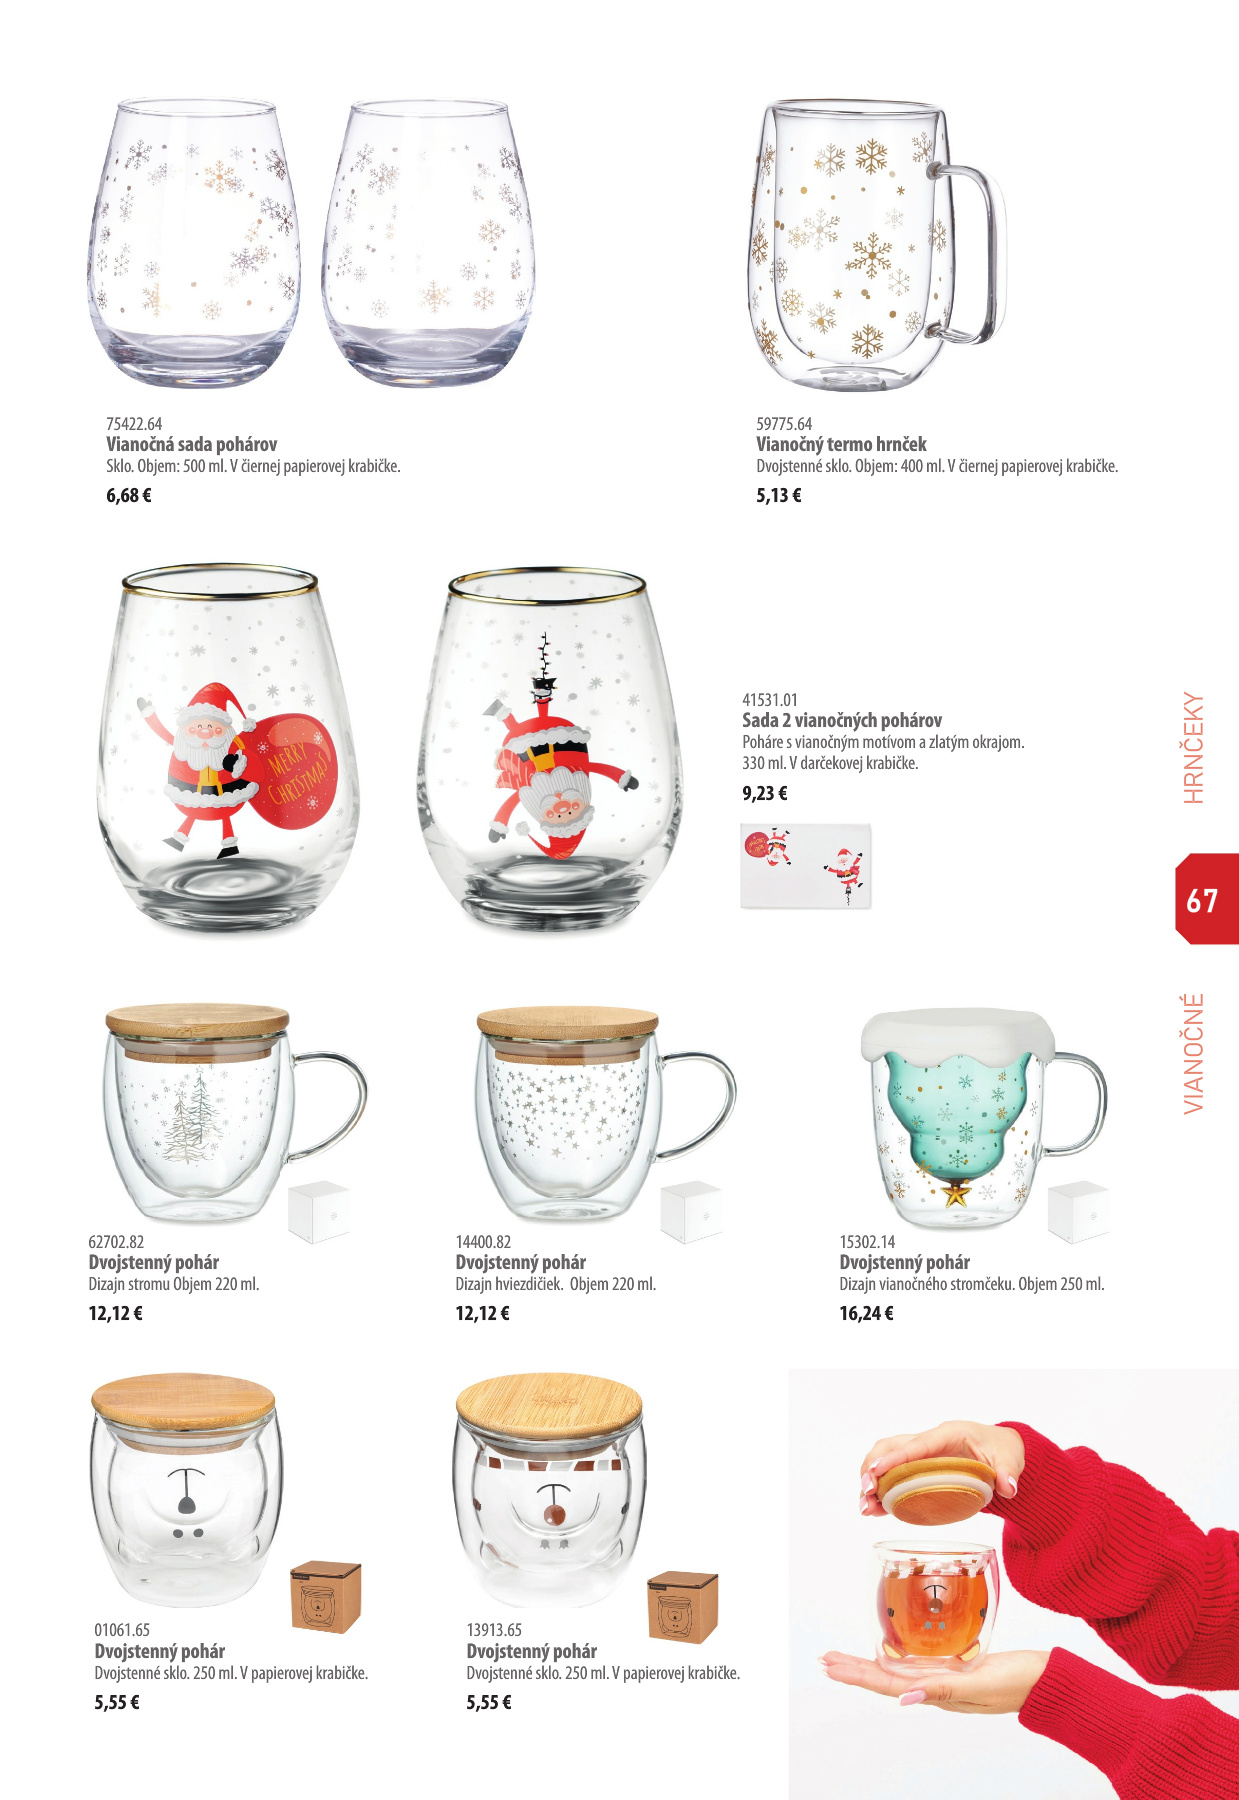 75422.64
Vianočná sada pohárov
Sklo. Objem: 500 ml. V čiernej papierovej krabičke.
6,68 €
59775.64
Vianočný termo hrnček
Dvojstenné sklo. Objem: 400 ml. V čiernej papierovej krabičke.
5,13 €
MERRY
CHRISTMAS
41531.01
Sada 2 vianočných pohárov
Poháre s vianočným motívom a zlatým okrajom.
330 ml. V darčekovej krabičke.
9,23 €
HRNČEKY
67
VIANOČNÉ
62702.82
Dvojstenný pohár
Dizajn stromu Objem 220 ml.
12,12 €
14400.82
Dvojstenný pohár
Dizajn hviezdičiek.  Objem 220 ml.
12,12 €
15302.14
Dvojstenný pohár
Dizajn vianočného stromčeku. Objem 250 ml.
16,24 €
01061.65
Dvojstenný pohár
Dvojstenné sklo. 250 ml. V papierovej krabičke.
5,55 €
13913.65
Dvojstenný pohár
Dvojstenné sklo. 250 ml. V papierovej krabičke.
5,55 €